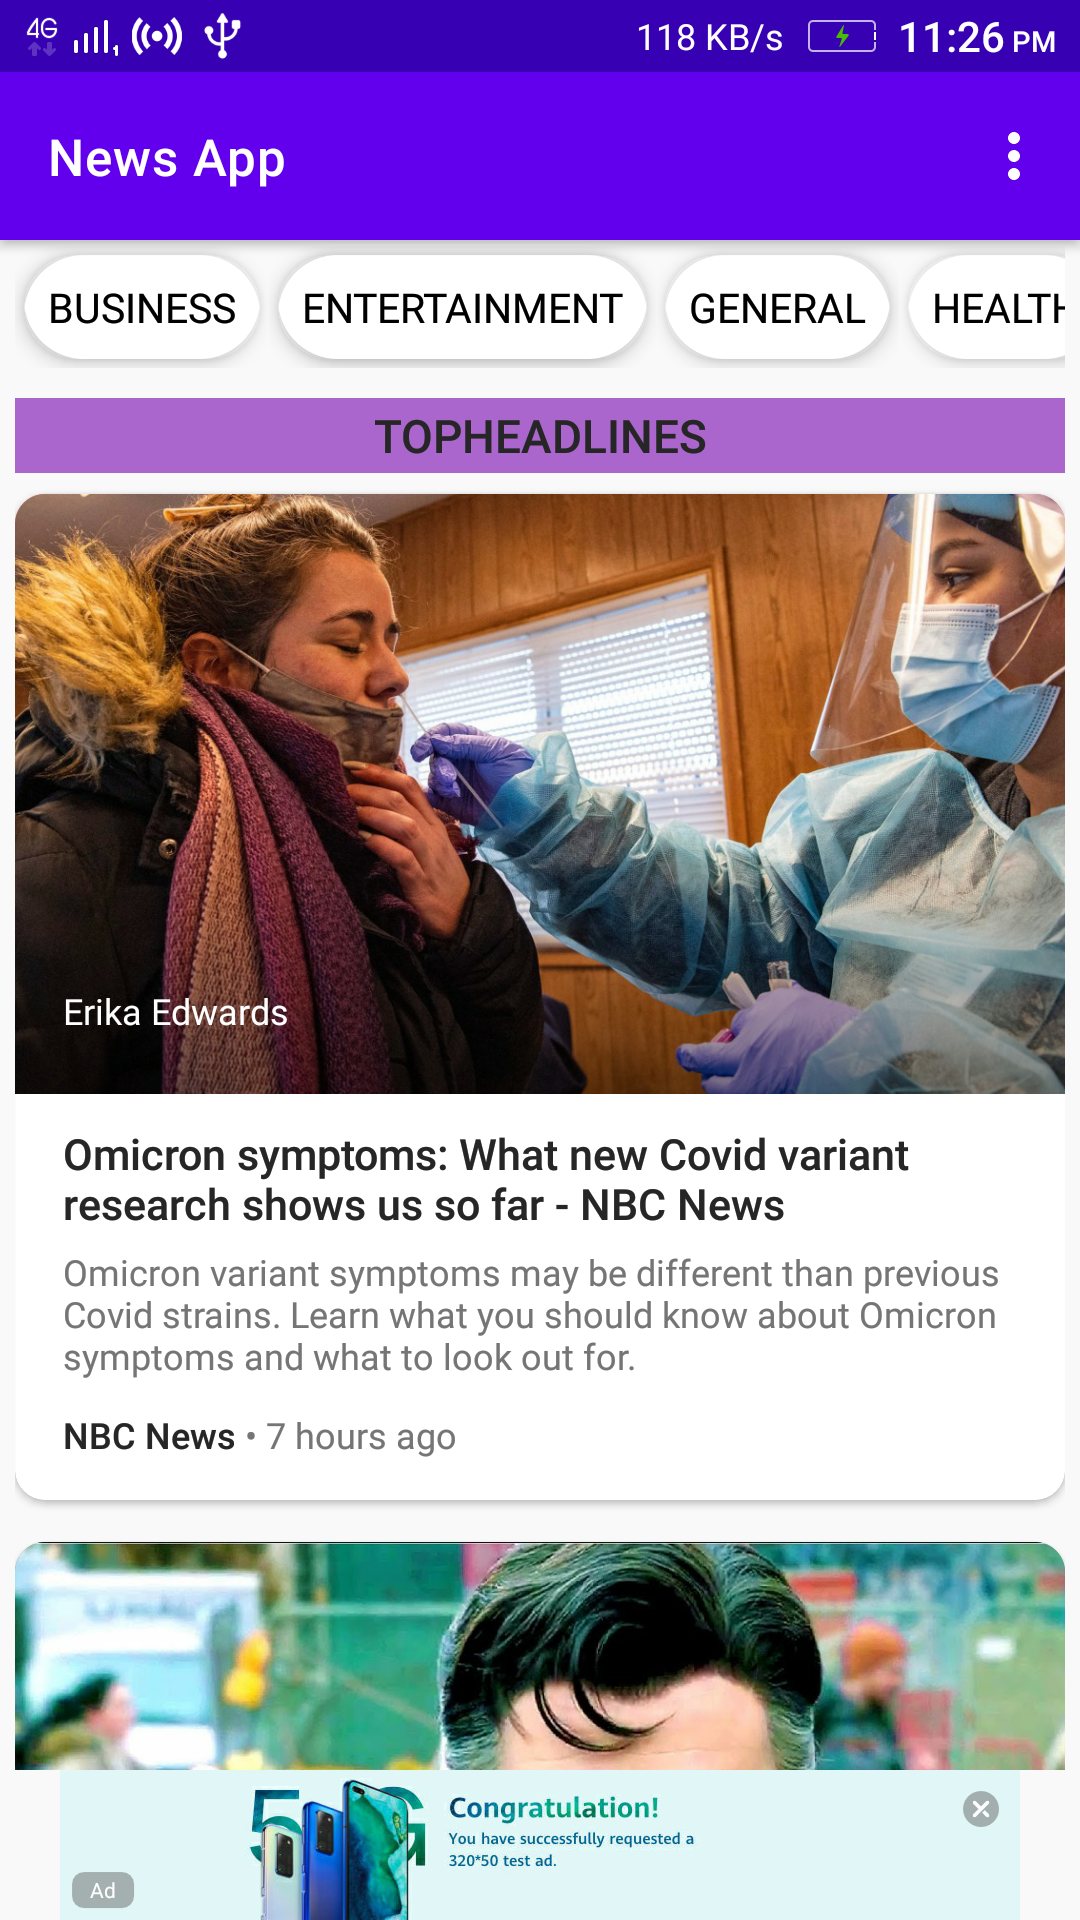 4G 118 KB/s 11:26 PM
News App
BUSINESS ENTERTAINMENT GENERAL HEALTH
TOPHEADLINES
Erika Edwards
Omicron symptoms: What new Covid variant
research shows us so far - NBC News
Omicron variant symptoms may be different than previous
Covid strains. Learn what you should know about Omicron
symptoms and what to look out for.
NBC News • 7 hours ago
5G
Congratulation!
You have successfully requested a
320*50 test ad.
Ad